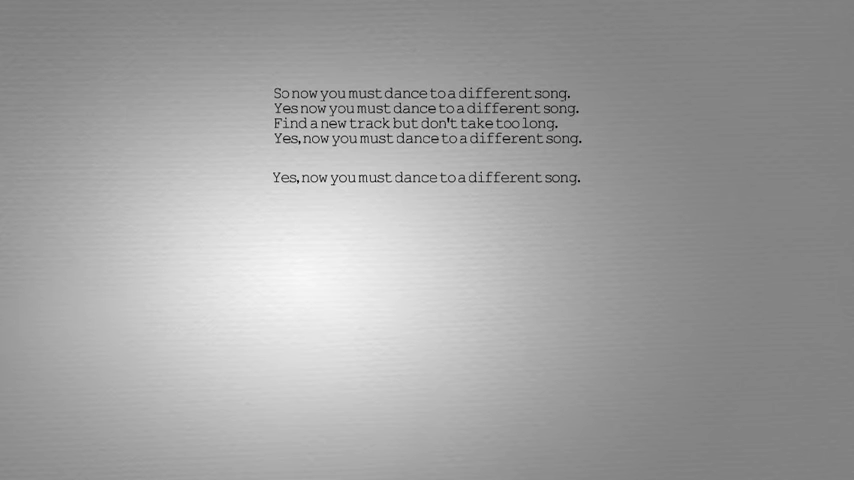 So now you must dance to a different song.
Yes now you must dance to a different song.
Find a new track but don't take too long.
Yes, now you must dance to a different song.
Yes, now you must dance to a different song.